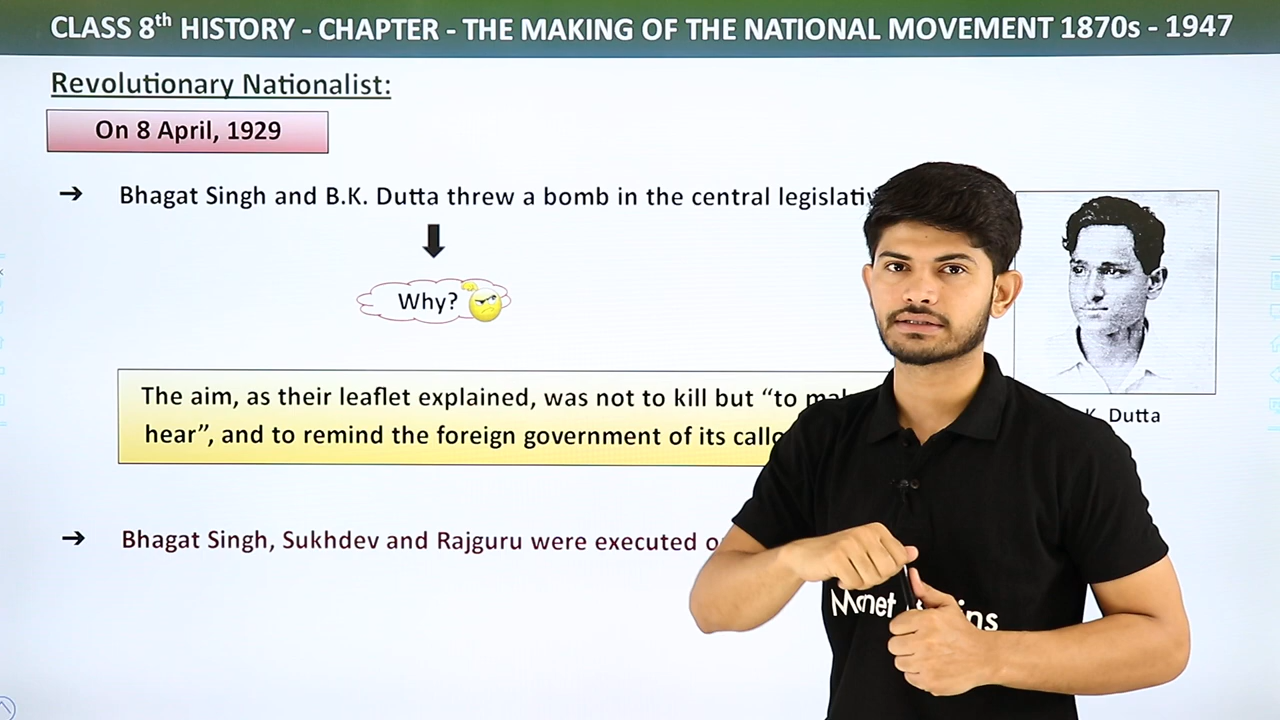 CLASS 8th HISTORY - CHAPTER - THE MAKING OF THE NATIONAL MOVEMENT 1870s - 1947
Revolutionary Nationalist:
On 8 April, 1929
➔ Bhagat Singh and B.K. Dutta threw a bomb in the central
Why?
The aim, as their leaflet explained, was not to kill but “to
hear”, and to remind the foreign government of its
K. Dutta
➔ Bhagat Singh, Sukhdev and Rajguru were executed